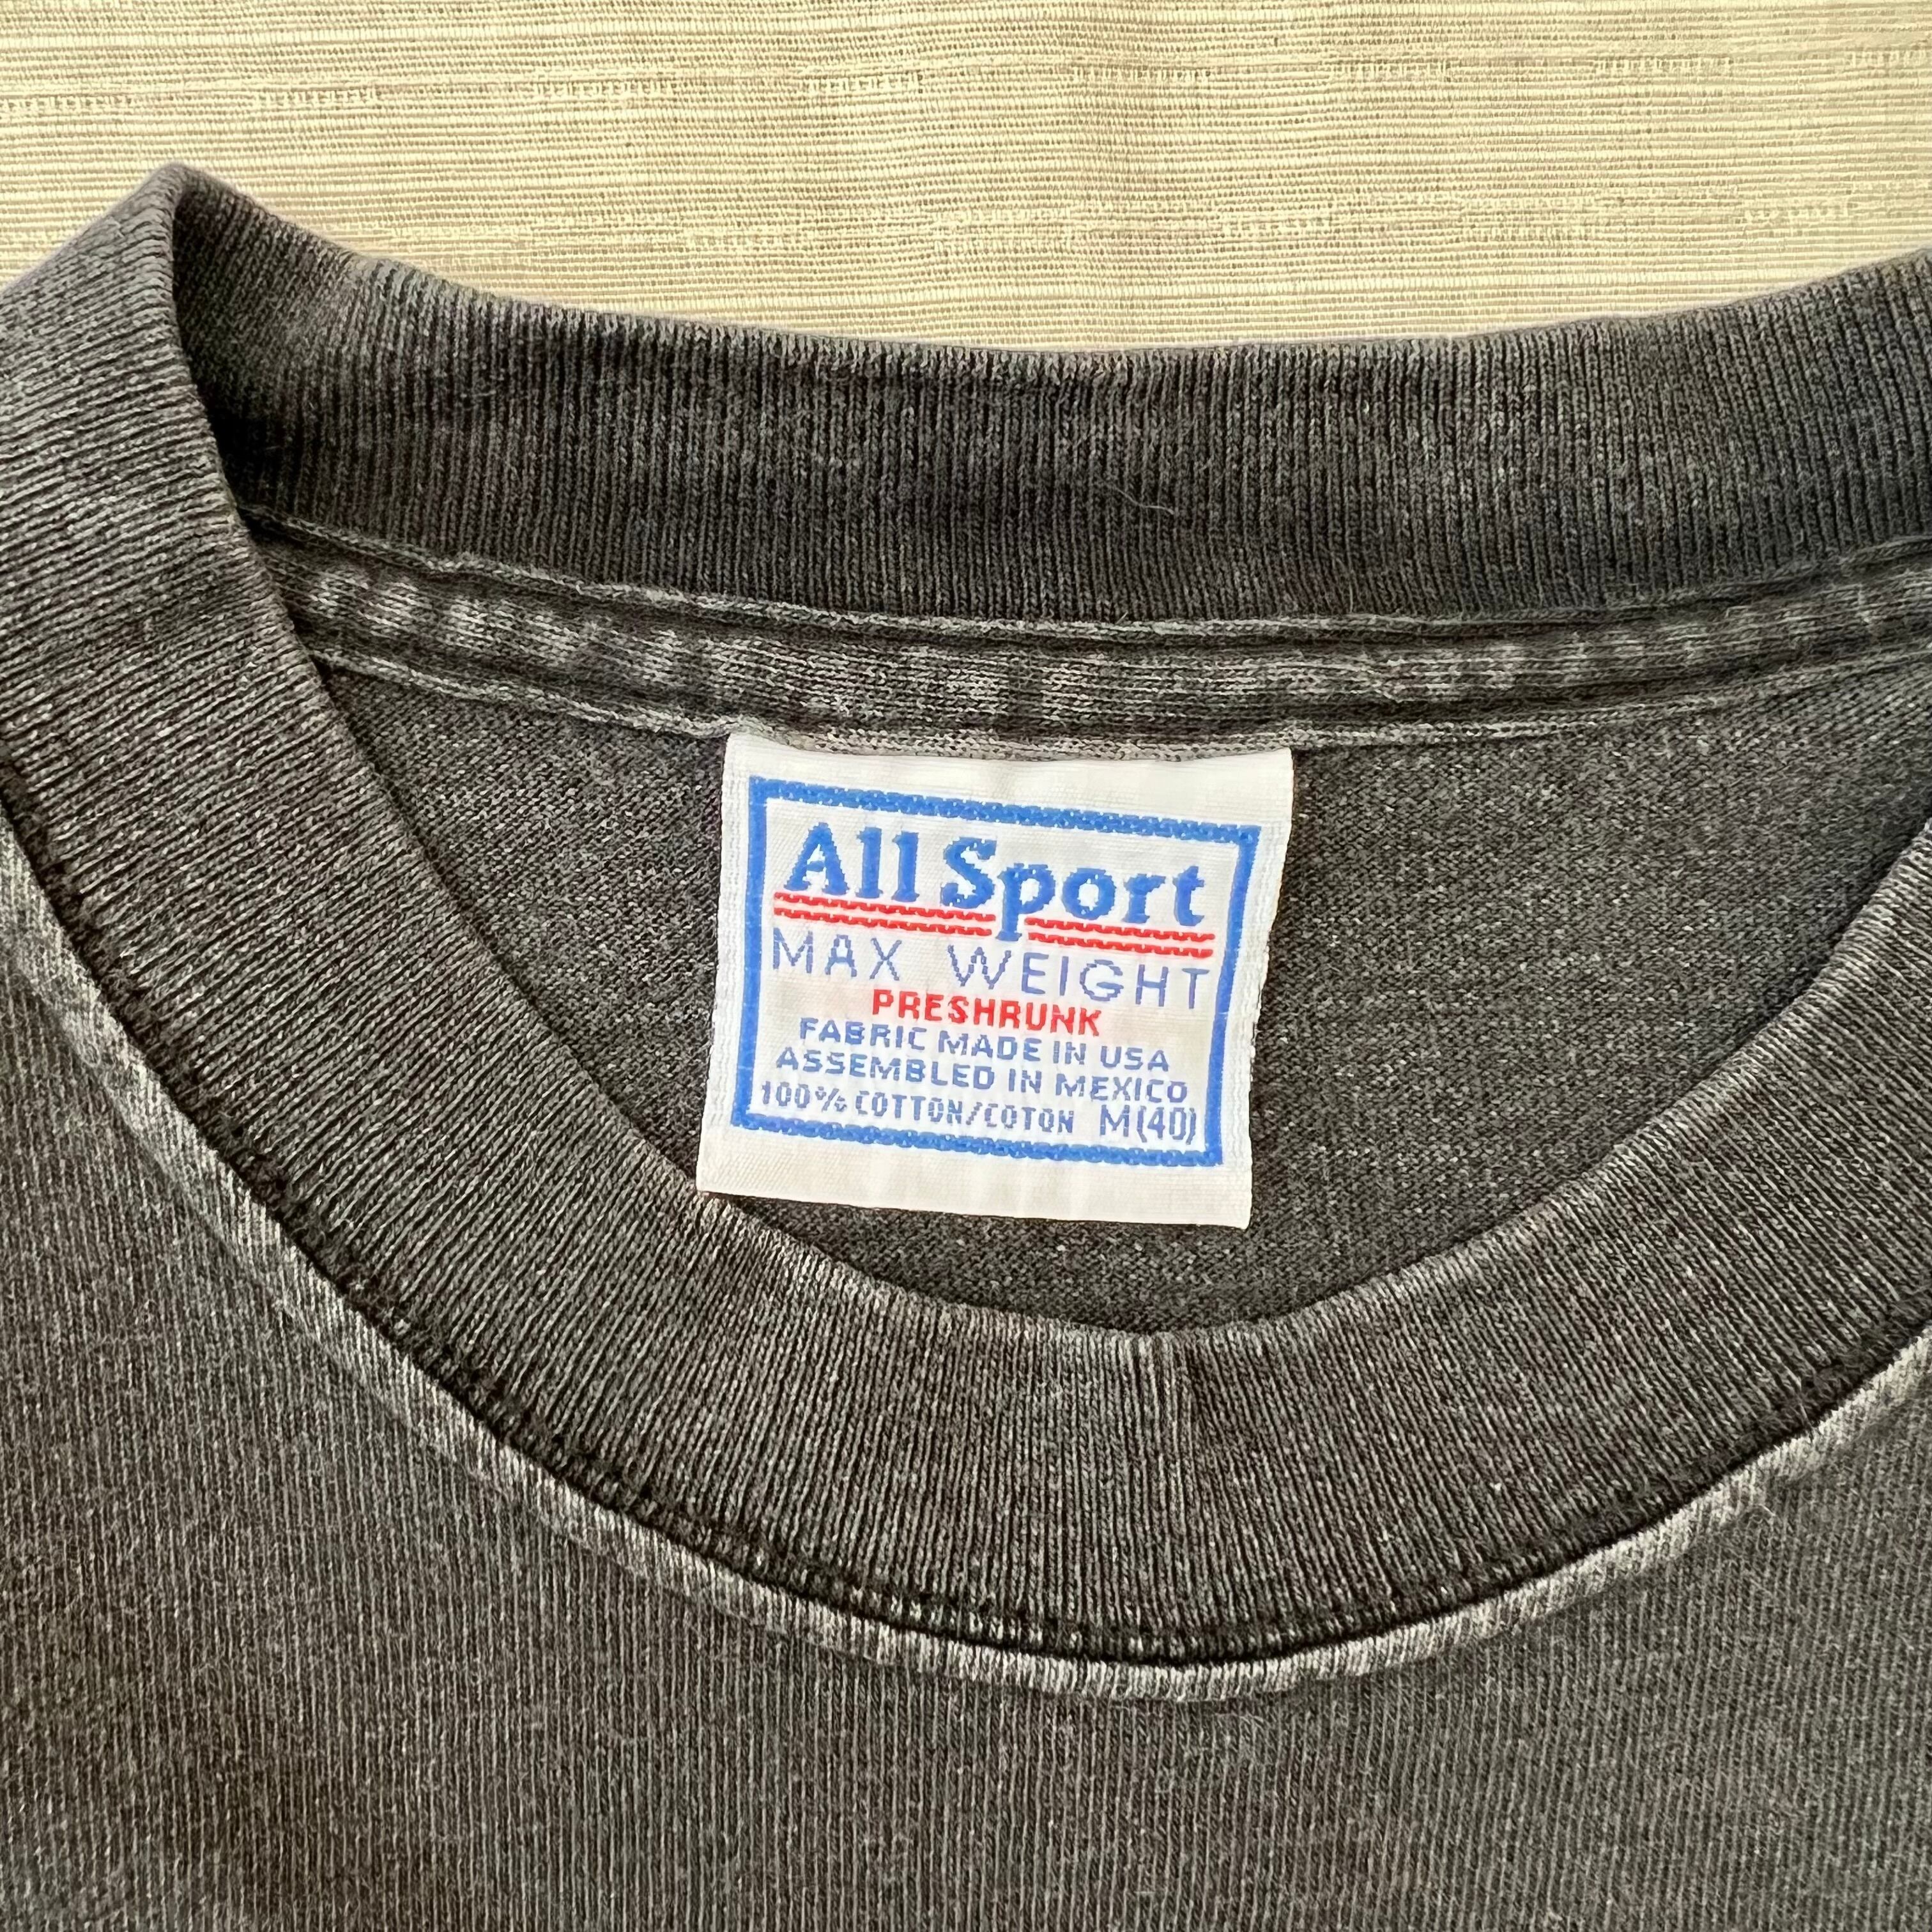 All Sport
MAX WEIGHT
PRESHRUNK
FABRIC MADE IN USA
ASSEMBLED IN MEXICO
100% COTTON/COTON M(40)